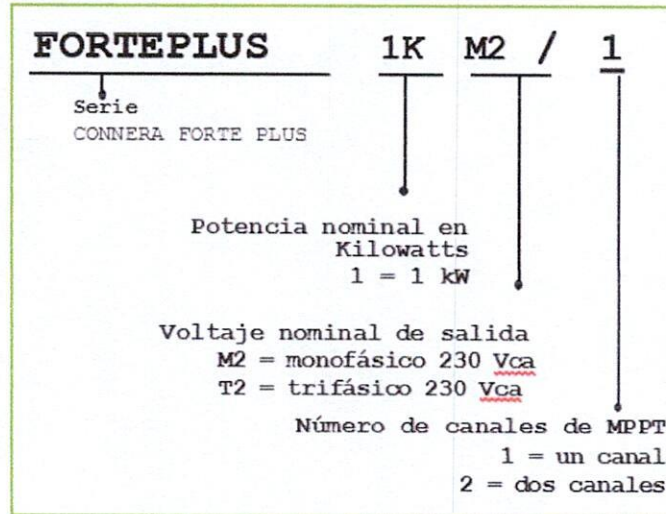 FORTEPLUS 1K M2 / 1
Serie
CONNERA FORTE PLUS
Potencia nominal en
Kilowatts
1 = 1 kW
Voltaje nominal de salida
M2 = monofásico 230 Vca
T2 = trifásico 230 Vca
Número de canales de MPPT
1 = un canal
2 = dos canales